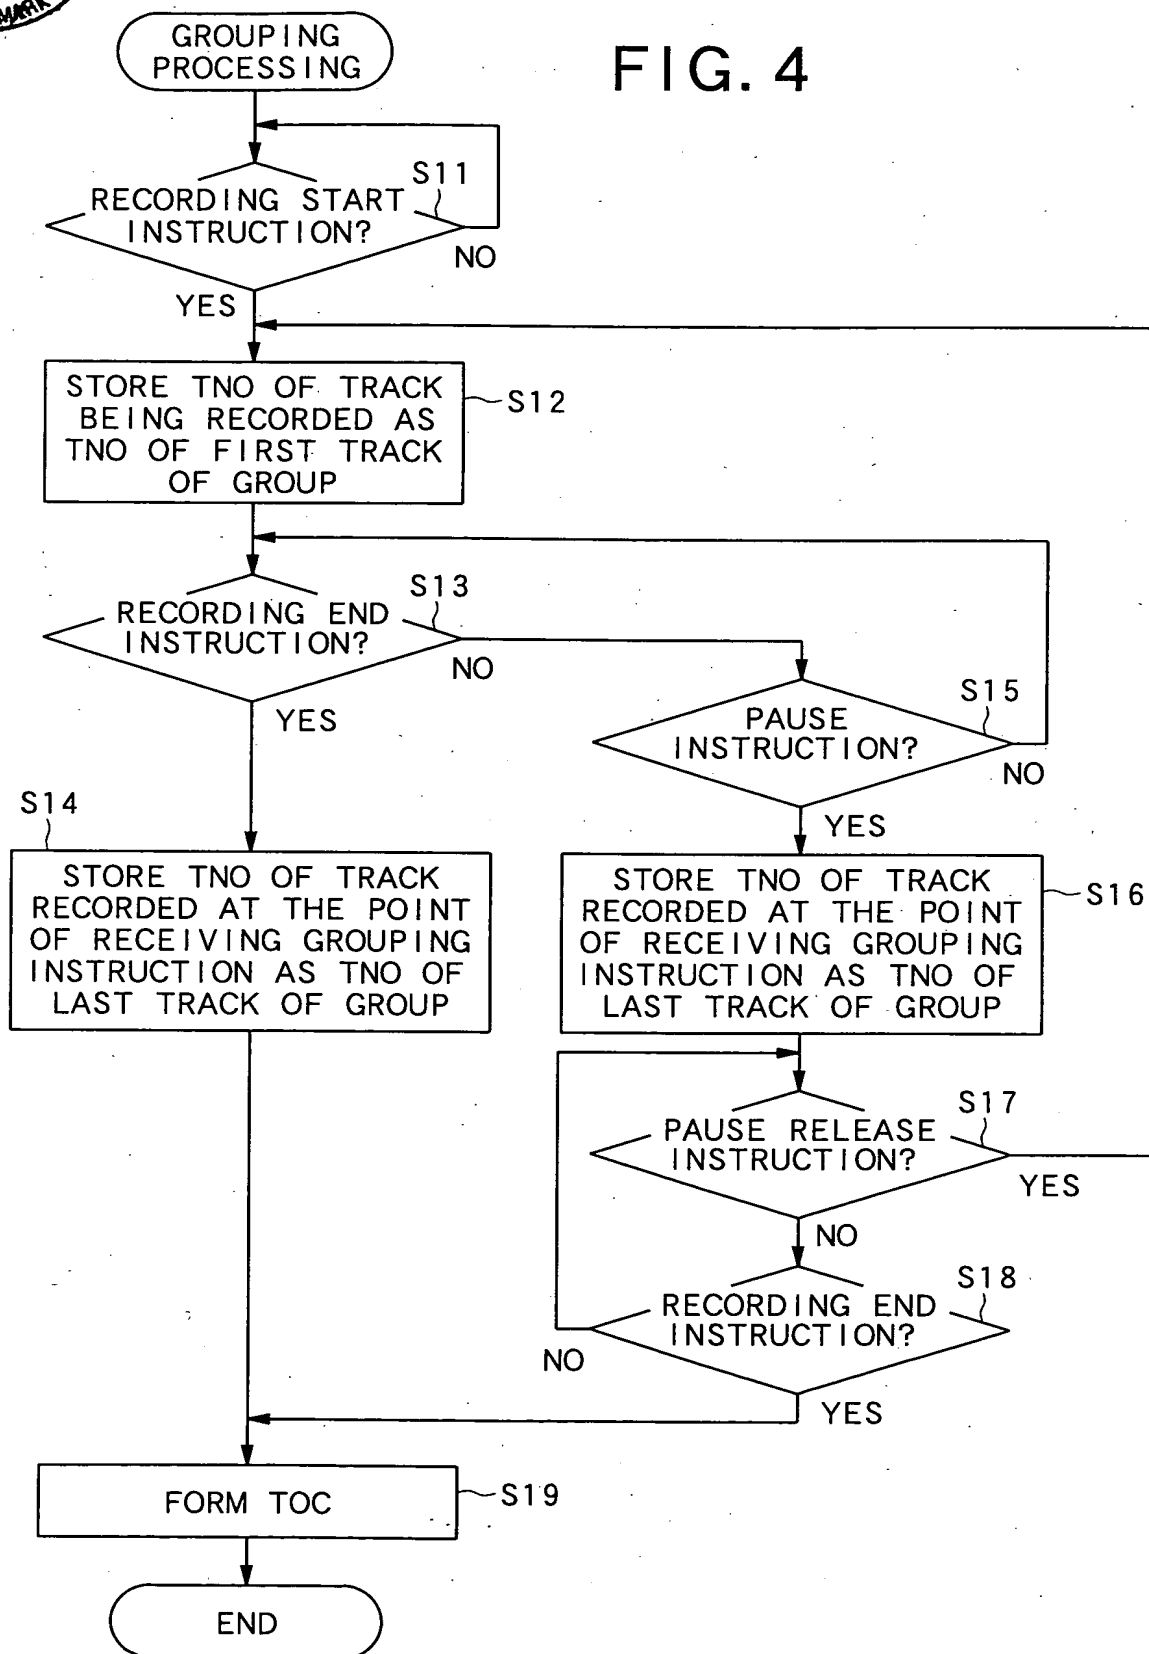 MARK
GROUPING
PROCESSING
FIG. 4
S11
RECORDING START
INSTRUCTION?
NO
YES
STORE TNO OF TRACK
BEING RECORDED AS
TNO OF FIRST TRACK
OF GROUP
S12
S13
RECORDING END
INSTRUCTION?
NO
YES
S15
PAUSE
INSTRUCTION?
NO
YES
S14
STORE TNO OF TRACK
RECORDED AT THE POINT
OF RECEIVING GROUPING
INSTRUCTION AS TNO OF
LAST TRACK OF GROUP
STORE TNO OF TRACK
RECORDED AT THE POINT
OF RECEIVING GROUPING
INSTRUCTION AS TNO OF
LAST TRACK OF GROUP
S16
S17
PAUSE RELEASE
INSTRUCTION?
YES
NO
S18
RECORDING END
INSTRUCTION?
NO
YES
FORM TOC
S19
END